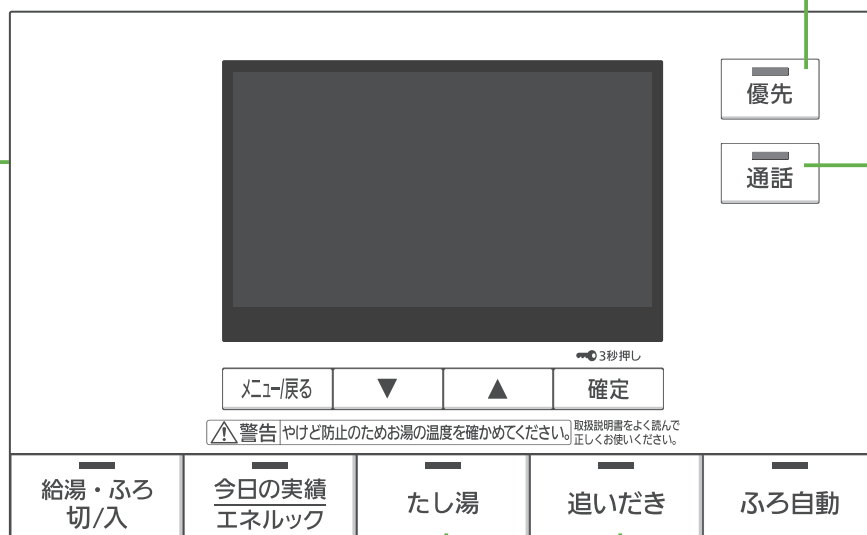 優先
通話
3秒押し
メニュー/戻る
▼
▲
確定
警告 やけど防止のためお湯の温度を確かめてください。
取扱説明書をよく読んで
正しくお使いください。
給湯・ふろ
切/入
今日の実績
エネルック
たし湯
追いだき
ふろ自動